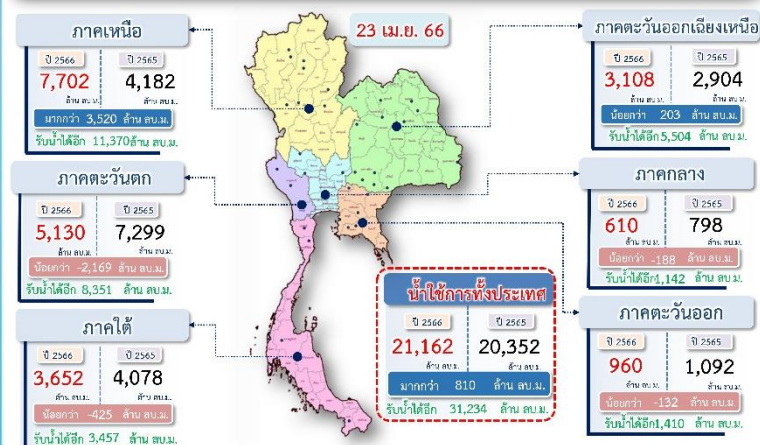 ภาคเหนือ
ปี 2566 ปี 2565
7,702 4,182
ล้าน ลบ.ม. ล้าน ลบ.ม.
มากกว่า 3,520 ล้าน ลบ.ม.
รับน้ำได้อีก 11,370ล้าน ลบ.ม.
23 เม.ย. 66
ภาคตะวันออกเฉียงเหนือ
ปี 2566 ปี 2565
3,108 2,904
ล้าน ลบ.ม. ล้าน ลบ.ม.
น้อยกว่า 203 ล้าน ลบ.ม.
รับน้ำได้อีก 5,504 ล้าน ลบ.ม.
ภาคตะวันตก
ปี 2566 ปี 2565
5,130 7,299
ล้าน ลบ.ม. ล้าน ลบ.ม.
น้อยกว่า -2,169 ล้าน ลบ.ม.
รับน้ำได้อีก 8,351 ล้าน ลบ.ม.
ภาคกลาง
ปี 2566 ปี 2565
610 798
ล้าน ลบ.ม. ล้าน ลบ.ม.
น้อยกว่า -188 ล้าน ลบ.ม.
รับน้ำได้อีก1,142 ล้าน ลบ.ม.
ภาคใต้
ปี 2566 ปี 2565
3,652 4,078
ล้าน ลบ.ม. ล้าน ลบ.ม.
น้อยกว่า -425 ล้าน ลบ.ม.
รับน้ำได้อีก 3,457 ล้าน ลบ.ม.
น้ำใช้การทั้งประเทศ
ปี 2566 ปี 2565
21,162 20,352
ล้าน ลบ.ม. ล้าน ลบ.ม.
มากกว่า 810 ล้าน ลบ.ม.
รับน้ำได้อีก 31,234 ล้าน ลบ.ม.
ภาคตะวันออก
ปี 2566 ปี 2565
960 1,092
ล้าน ลบ.ม. ล้าน ลบ.ม.
น้อยกว่า -132 ล้าน ลบ.ม.
รับน้ำได้อีก1,410 ล้าน ลบ.ม.